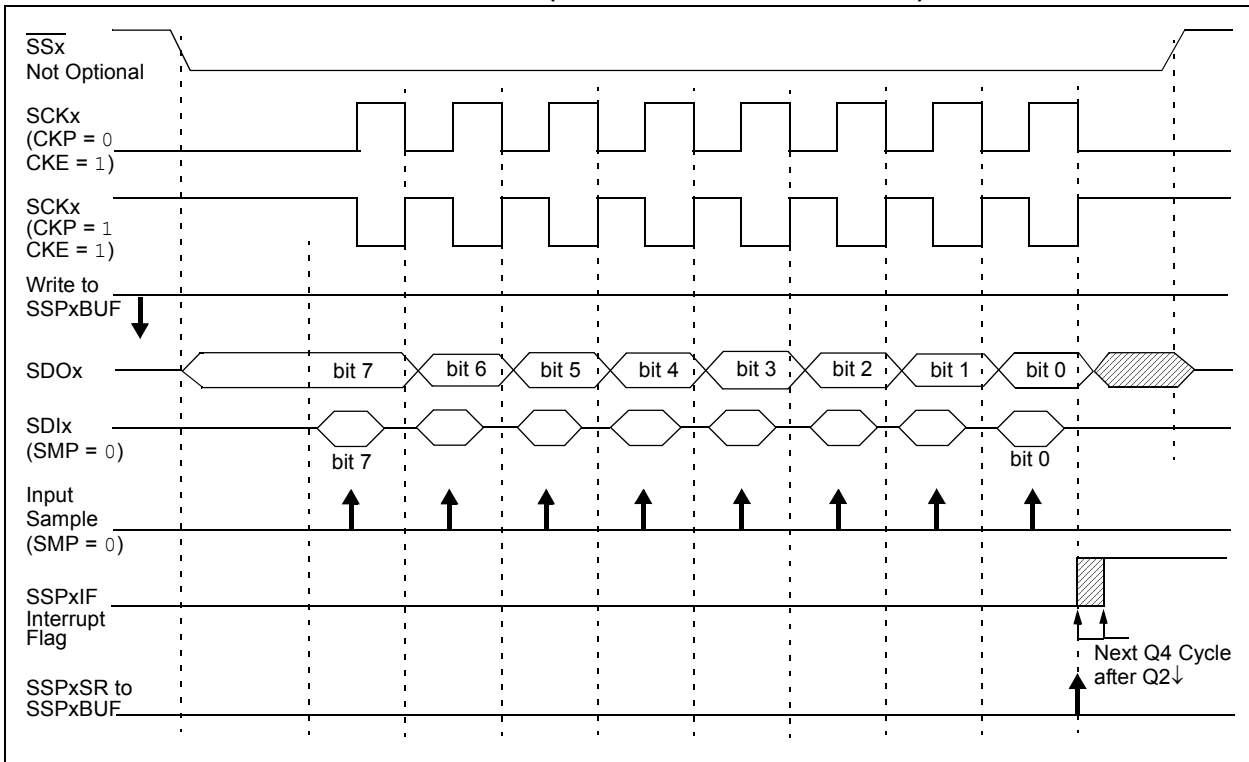 SSx
Not Optional
SCKx
(CKP = 0
CKE = 1)
SCKx
(CKP = 1
CKE = 1)
Write to
SSPxBUF
SDOx
bit 7
bit 6
bit 5
bit 4
bit 3
bit 2
bit 1
bit 0
SDIx
(SMP = 0)
bit 7
bit 0
Input
Sample
(SMP = 0)
SSPxIF
Interrupt
Flag
Next Q4 Cycle
after Q2↓
SSPxSR to
SSPxBUF